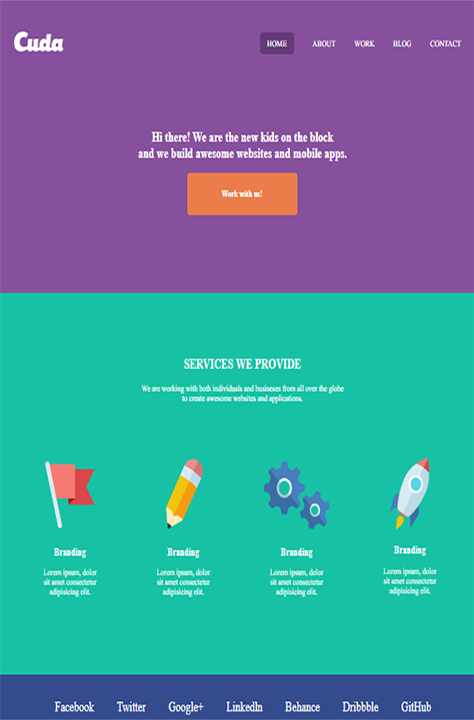 Cuda
HOME ABOUT WORK BLOG CONTACT
Hi there! We are the new kids on the block
and we build awesome websites and mobile apps.
Work with us!
SERVICES WE PROVIDE
We are working with both individuals and busineses from all over the globe
to create awesome websites and applications.
Branding
Lorem ipsum, dolor
sit amet consectetur
adipisicing elit.
Branding
Lorem ipsum, dolor
sit amet consectetur
adipisicing elit.
Branding
Lorem ipsum, dolor
sit amet consectetur
adipisicing elit.
Branding
Lorem ipsum, dolor
sit amet consectetur
adipisicing elit.
Facebook Twitter Google+ LinkedIn Behance Dribbble GitHub